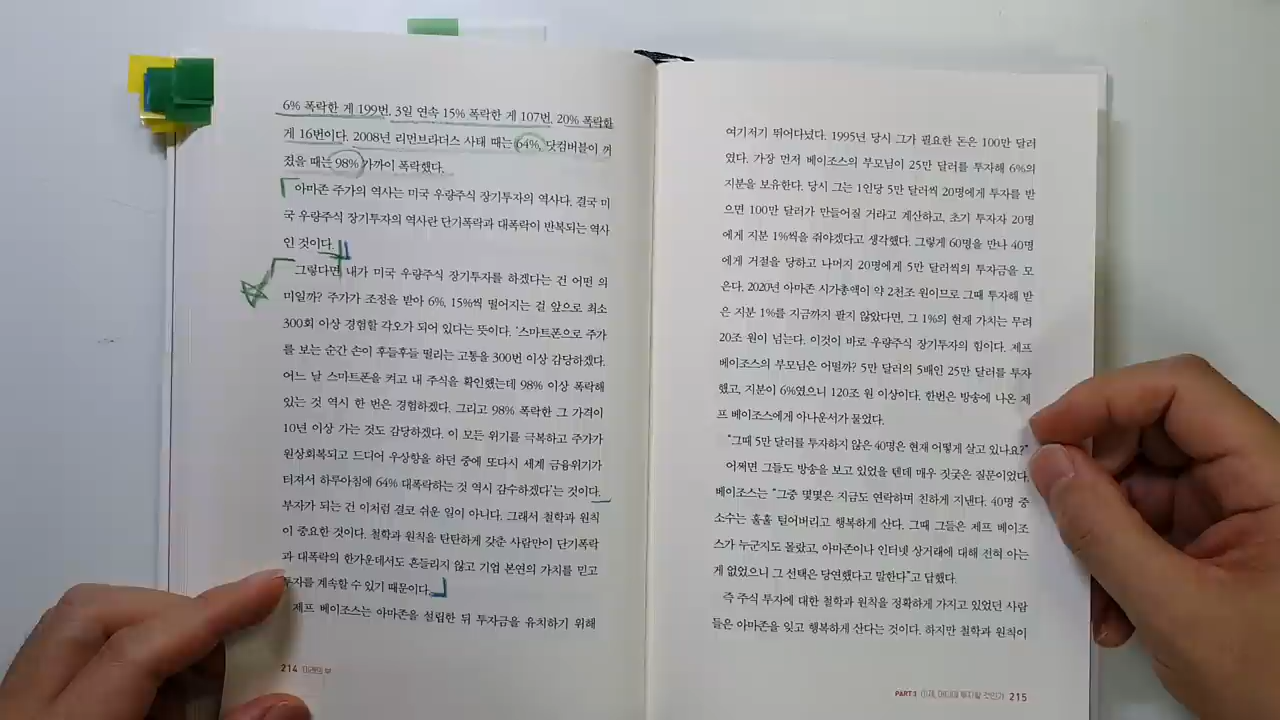 6% 폭락한 게 199번, 3일 연속 15% 폭락한 게 107번, 20% 폭락한
게 16번이다. 2008년 리먼브라더스 사태 때는 64%, 닷컴버블이 꺼
졌을 때는 98% 가까이 폭락했다.
아마존 주가의 역사는 미국 우량주식 장기투자의 역사다. 결국 미
국 우량주식 장기투자의 역사란 단기폭락과 대폭락이 반복되는 역사
인 것이다.
그렇다면 내가 미국 우량주식 장기투자를 하겠다는 건 어떤 의
미일까? 주가가 조정을 받아 6%, 15%씩 떨어지는 걸 앞으로 최소
300회 이상 경험할 각오가 되어 있다는 뜻이다. '스마트폰으로 주가
를 보는 순간 손이 후들후들 떨리는 고통을 300번 이상 감당하겠다.
어느 날 스마트폰을 켜고 내 주식을 확인했는데 98% 이상 폭락해
있는 것 역시 한 번은 경험하겠다. 그리고 98% 폭락한 그 가격이
10년 이상 가는 것도 감당하겠다. 이 모든 위기를 극복하고 주가가
원상회복되고 드디어 우상향을 하던 중에 또다시 세계 금융위기가
터져서 하루아침에 64% 대폭락하는 것 역시 감수하겠다'는 것이다.
부자가 되는 건 이처럼 결코 쉬운 일이 아니다. 그래서 철학과 원칙
이 중요한 것이다. 철학과 원칙을 탄탄하게 갖춘 사람만이 단기폭락
과 대폭락의 한가운데서도 흔들리지 않고 기업 본연의 가치를 믿고
투자를 계속할 수 있기 때문이다.
제프 베이조스는 아마존을 설립한 뒤 투자금을 유치하기 위해
214 미래의 부
여기저기 뛰어다녔다. 1995년 당시 그가 필요한 돈은 100만 달러
였다. 가장 먼저 베이조스의 부모님이 25만 달러를 투자해 6%의
지분을 보유한다. 당시 그는 1인당 5만 달러씩 20명에게 투자를 받
으면 100만 달러가 만들어질 거라고 계산하고, 초기 투자자 20명
에게 지분 1%씩을 줘야겠다고 생각했다. 그렇게 60명을 만나 40명
에게 거절을 당하고 나머지 20명에게 5만 달러씩의 투자금을 모
은다. 2020년 아마존 시가총액이 약 2천조 원이므로 그때 투자해 받
은 지분 1%를 지금까지 팔지 않았다면, 그 1%의 현재 가치는 무려
20조 원이 넘는다. 이것이 바로 우량주식 장기투자의 힘이다. 제프
베이조스의 부모님은 어떨까? 5만 달러의 5배인 25만 달러를 투자
했고, 지분이 6%였으니 120조 원 이상이다. 한번은 방송에 나온 제
프 베이조스에게 아나운서가 물었다.
"그때 5만 달러를 투자하지 않은 40명은 현재 어떻게 살고 있나요?"
어쩌면 그들도 방송을 보고 있었을 텐데 매우 짓궂은 질문이었다.
베이조스는 "그중 몇몇은 지금도 연락하며 친하게 지낸다. 40명 중
소수는 훌훌 털어버리고 행복하게 산다. 그때 그들은 제프 베이조
스가 누군지도 몰랐고, 아마존이나 인터넷 상거래에 대해 전혀 아는
게 없었으니 그 선택은 당연했다고 말한다"고 답했다.
즉 주식 투자에 대한 철학과 원칙을 정확하게 가지고 있었던 사람
들은 아마존을 잊고 행복하게 산다는 것이다. 하지만 철학과 원칙이
PART 3 이제, 어디에 투자할 것인가 215